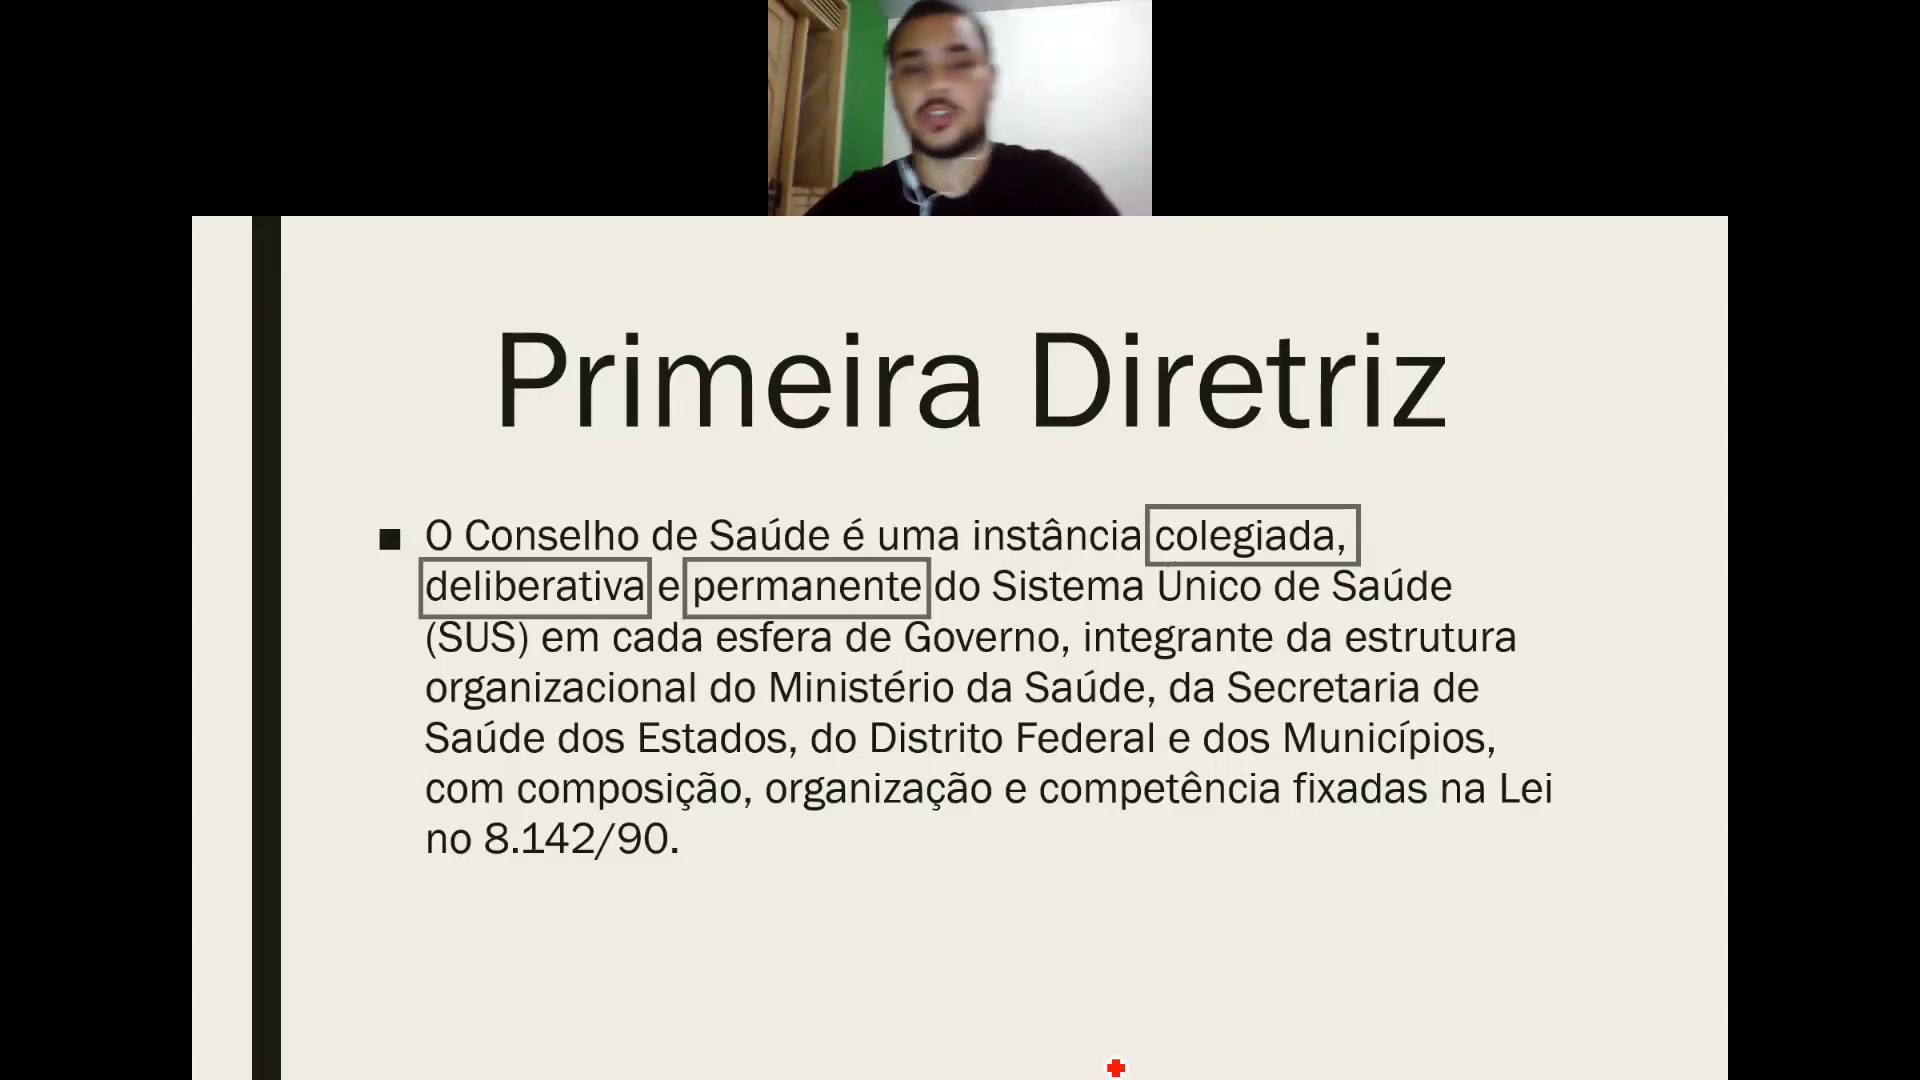 Primeira Diretriz
■ O Conselho de Saúde é uma instância colegiada,
deliberativa e permanente do Sistema Único de Saúde
(SUS) em cada esfera de Governo, integrante da estrutura
organizacional do Ministério da Saúde, da Secretaria de
Saúde dos Estados, do Distrito Federal e dos Municípios,
com composição, organização e competência fixadas na Lei
no 8.142/90.